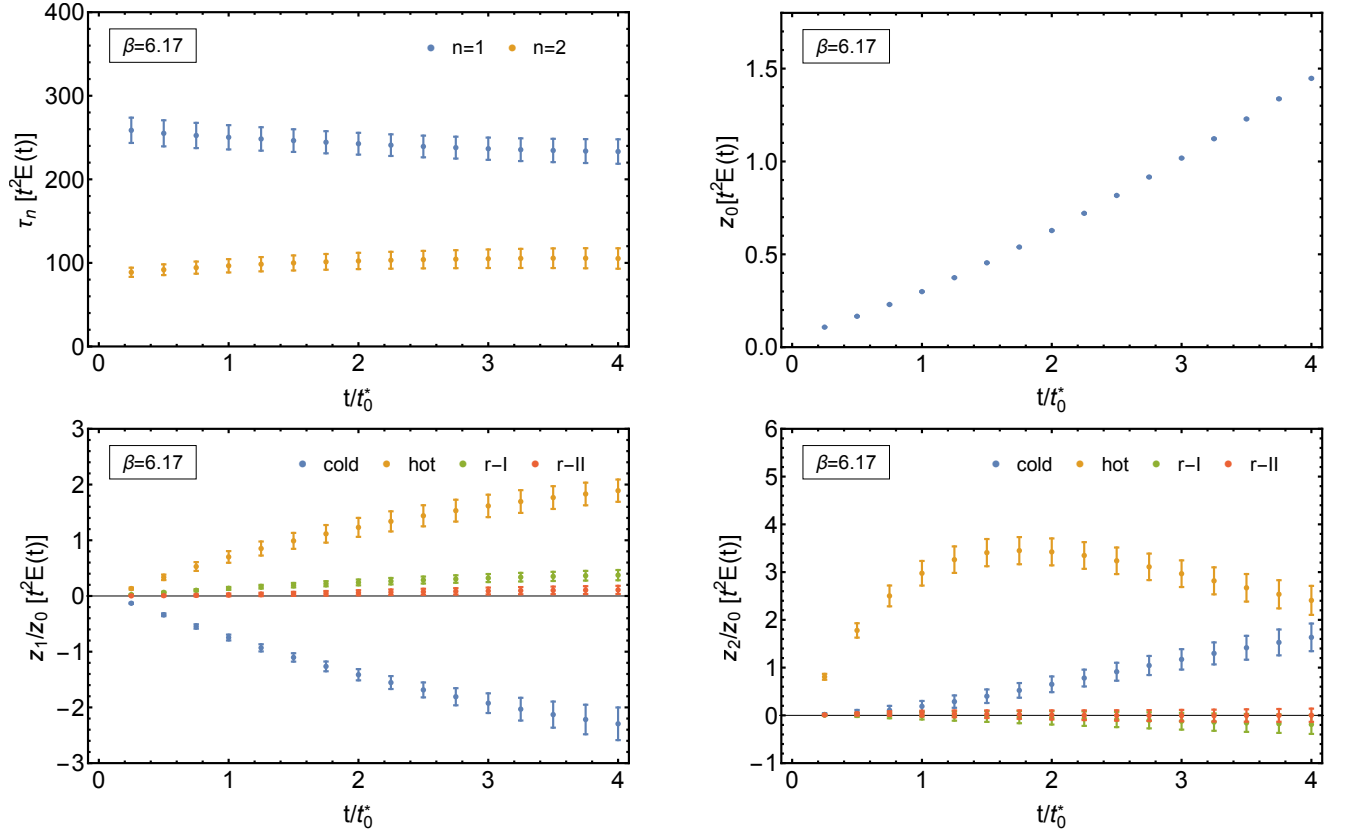 β=6.17
n=1 n=2
400
300
200
100
0
τn [t²E(t)]
0 1 2 3 4
t/t₀*
β=6.17
1.5
1.0
0.5
0.0
z₀[t²E(t)]
0 1 2 3 4
t/t₀*
β=6.17
cold hot r-I r-II
3
2
1
0
-1
-2
-3
z₁/z₀ [t²E(t)]
0 1 2 3 4
t/t₀*
β=6.17
cold hot r-I r-II
6
5
4
3
2
1
0
-1
z₂/z₀ [t²E(t)]
0 1 2 3 4
t/t₀*